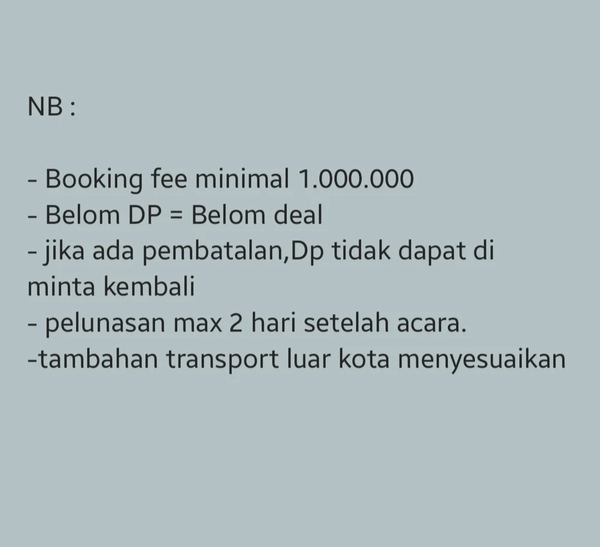 NB :
- Booking fee minimal 1.000.000
- Belom DP = Belom deal
- jika ada pembatalan,Dp tidak dapat di
minta kembali
- pelunasan max 2 hari setelah acara.
-tambahan transport luar kota menyesuaikan